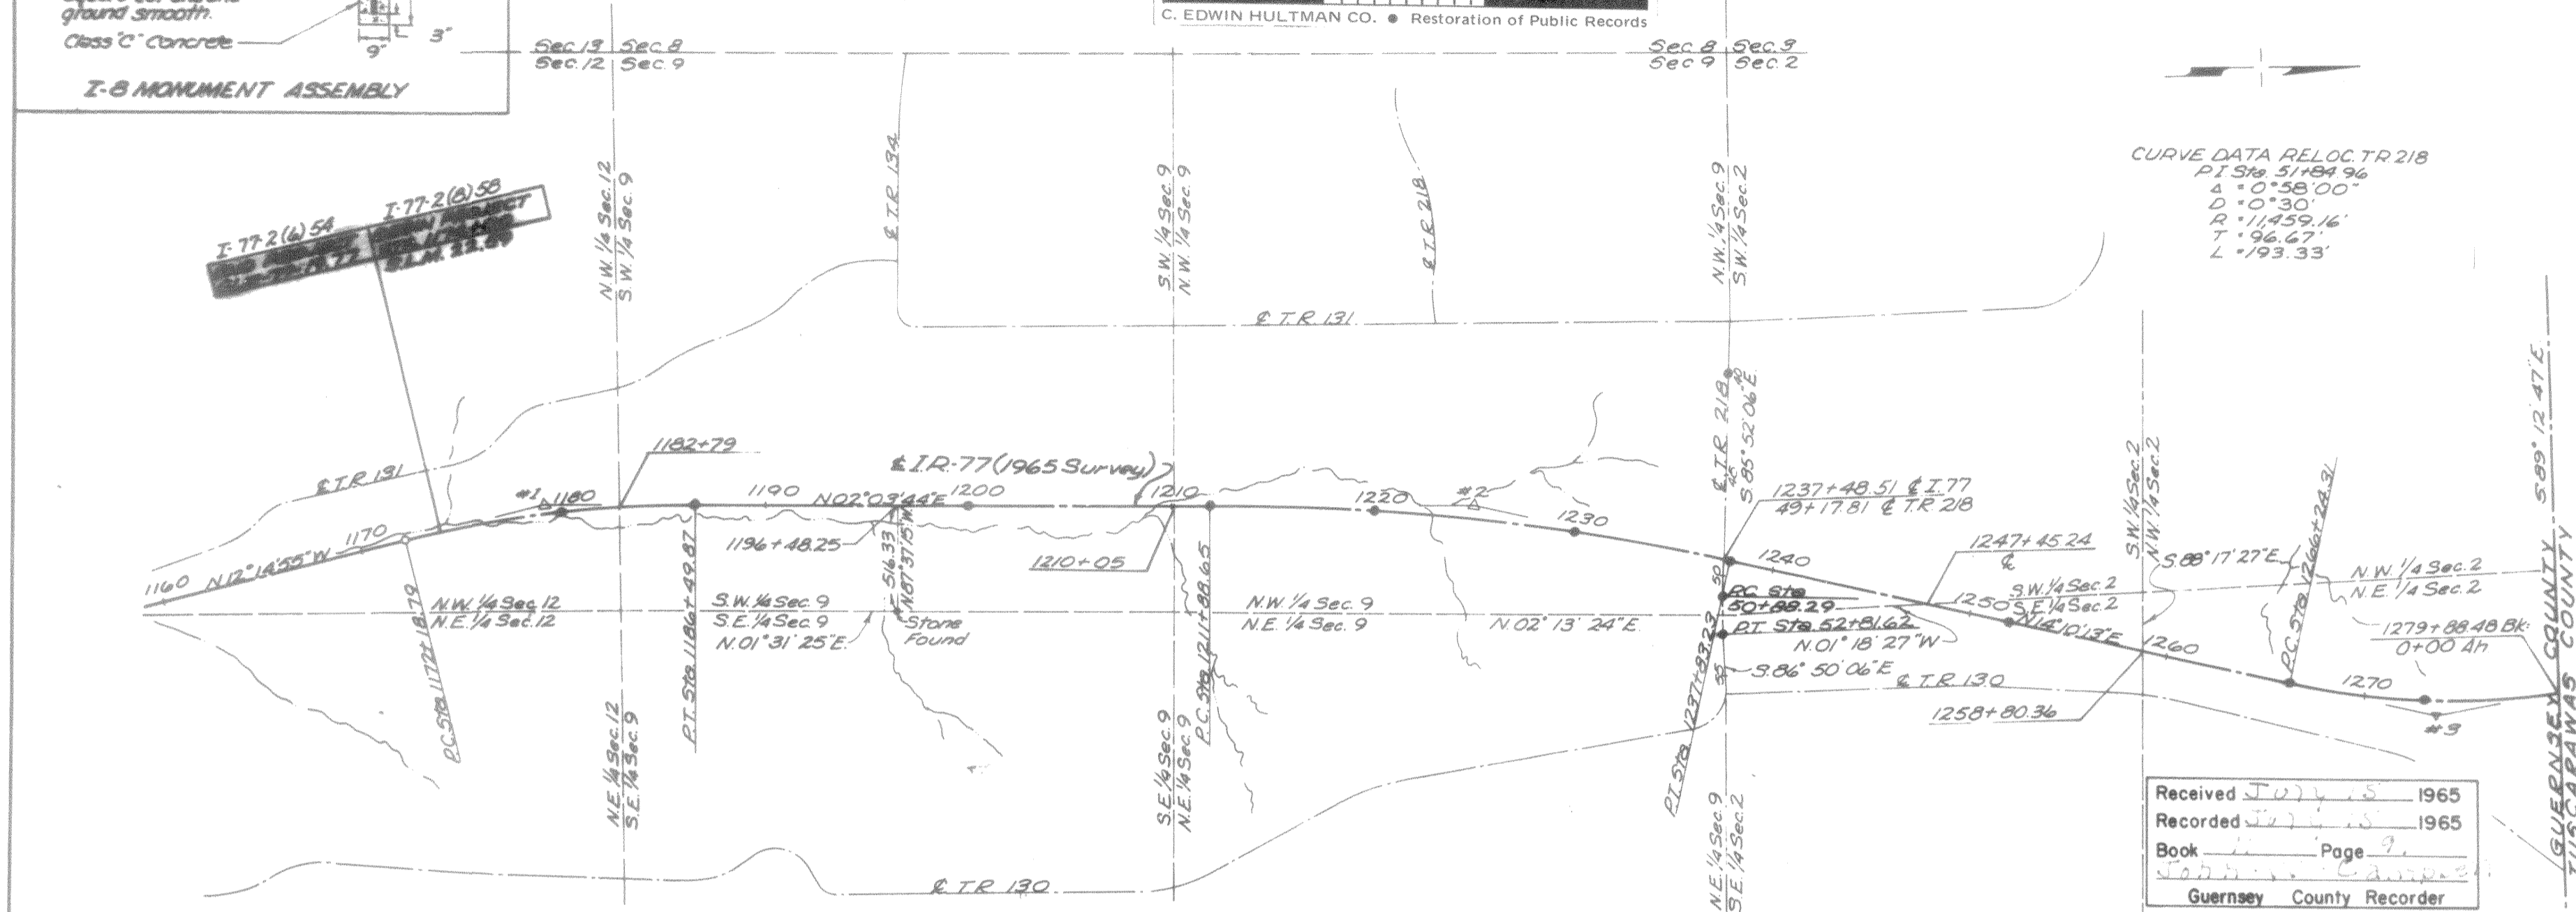 ground smooth.
Class "C" Concrete
9"
3"
I-8 MONUMENT ASSEMBLY
C. EDWIN HULTMAN CO. ● Restoration of Public Records
Sec. 13 Sec. 8
Sec. 12 Sec. 9
Sec. 8 Sec. 3
Sec 9 Sec. 2
CURVE DATA RELOC. TR 218
P I Sta. 51+84.96
Δ = 0°58'00"
D = 0°30'
R = 11,459.16'
T = 96.67'
L = 193.33'
I-77-2(6)54
I-77-2(8)58
N.W. 1/4 Sec. 12
S.W. 1/4 Sec. 9
℄ T.R. 134
S.W. 1/4 Sec. 9
N.W. 1/4 Sec. 9
℄ T.R. 218
N.W. 1/4 Sec. 9
S.W. 1/4 Sec. 2
℄ T.R. 131
℄ T.R. 131
1182+79
℄ I.R.-77 (1965 Survey)
℄ T.R. 218
S.85°52'06"E.
#1
1160
N12°14'55"W
1170
1180
1190
N.02°03'44"E.
1200
1210
1220
#2
1230
1240
1250
1260
1270
#3
1196+48.25
516.33
N.87°37'15"W.
1210+05
1237+48.51 ℄ I.77
49+17.81 ℄ T.R. 218
1247+45.24
℄
S.W. 1/4 Sec. 2
N.W. 1/4 Sec. 2
S.88°17'27"E.
P.C. Sta. 1266+24.31
S.89°12'47"E.
N.W. 1/4 Sec. 2
N.E. 1/4 Sec. 2
S.W. 1/4 Sec. 2
S.E. 1/4 Sec. 2
N.14°10'13"E
1279+88.48 Bk.
0+00 Ah
P.C. Sta 1172+18.79
N.W. 1/4 Sec. 12
N.E. 1/4 Sec. 12
P.T. Sta. 1186+49.87
S.W. 1/4 Sec. 9
S.E. 1/4 Sec. 9
N.01°31'25"E.
Stone
Found
P.C. Sta. 1211+88.65
N.W. 1/4 Sec. 9
N.E. 1/4 Sec. 9
N.02°13'24"E.
50
P.C. Sta
50+88.29
P.T. Sta. 52+81.62
N.01°18'27"W
55
S.86°50'06"E
P.T. Sta 1237+83.23
℄ T.R. 130
1258+80.36
N.E. 1/4 Sec. 12
S.E. 1/4 Sec. 9
S.E. 1/4 Sec. 9
N.E. 1/4 Sec. 9
N.E. 1/4 Sec. 9
S.E. 1/4 Sec. 2
℄ T.R. 130
GUERNSEY COUNTY
TUSCARAWAS COUNTY
Received July 15 1965
Recorded July 15 1965
Book Page 9
John Campbell
Guernsey County Recorder